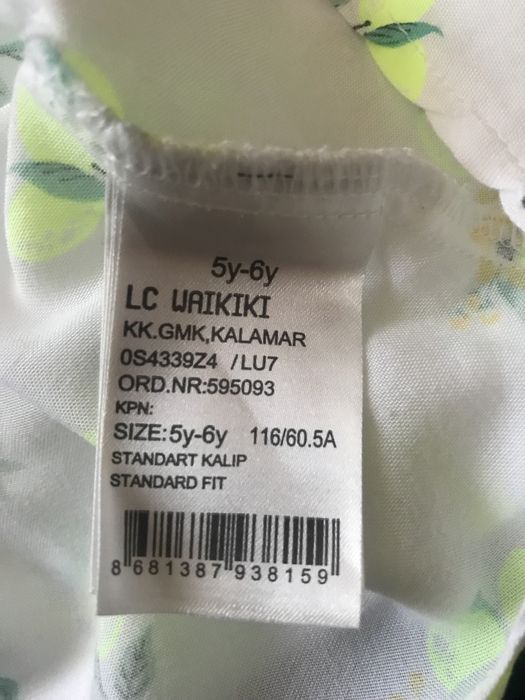 5y-6y
LC WAIKIKI
KK.GMK,KALAMAR
0S4339Z4 /LU7
ORD.NR:595093
KPN:
SIZE:5y-6y 116/60.5A
STANDART KALIP
STANDARD FIT
8 681387 938159